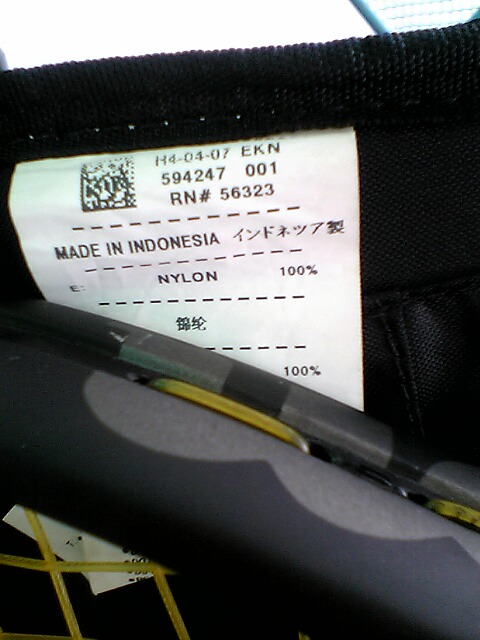 H4-04-07 EKN
594247 001
RN# 56323
MADE IN INDONESIA インドネツア製
E: NYLON 100%
锦纶
100%